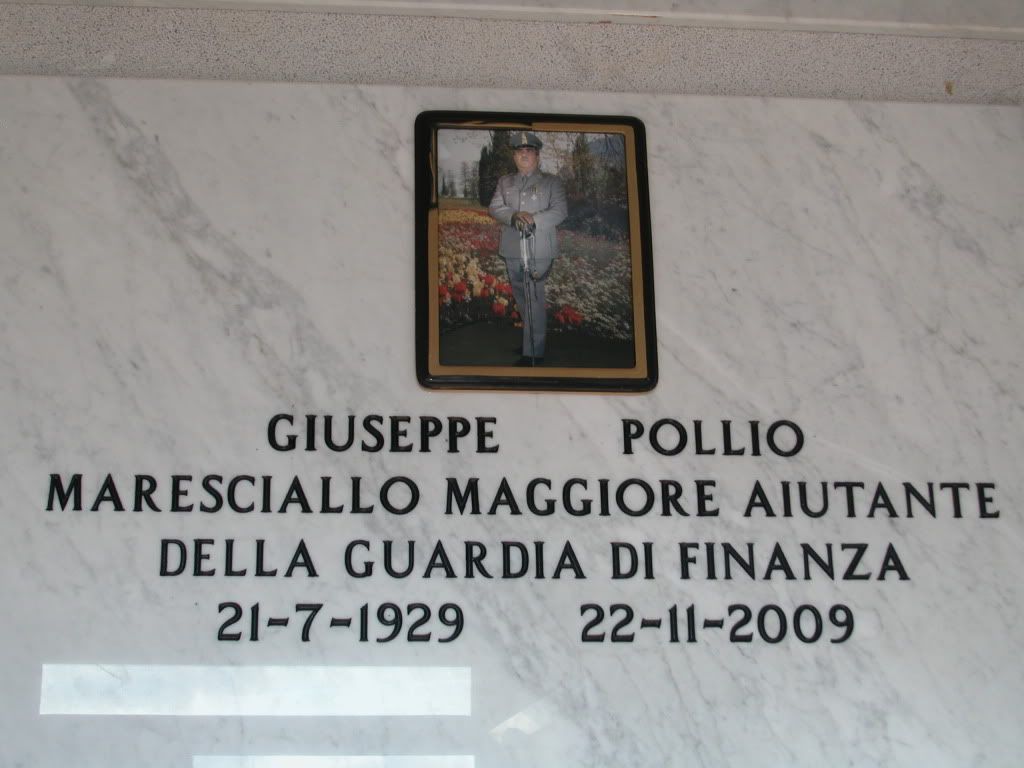 GIUSEPPE POLLIO
MARESCIALLO MAGGIORE AIUTANTE
DELLA GUARDIA DI FINANZA
21-7-1929 22-11-2009